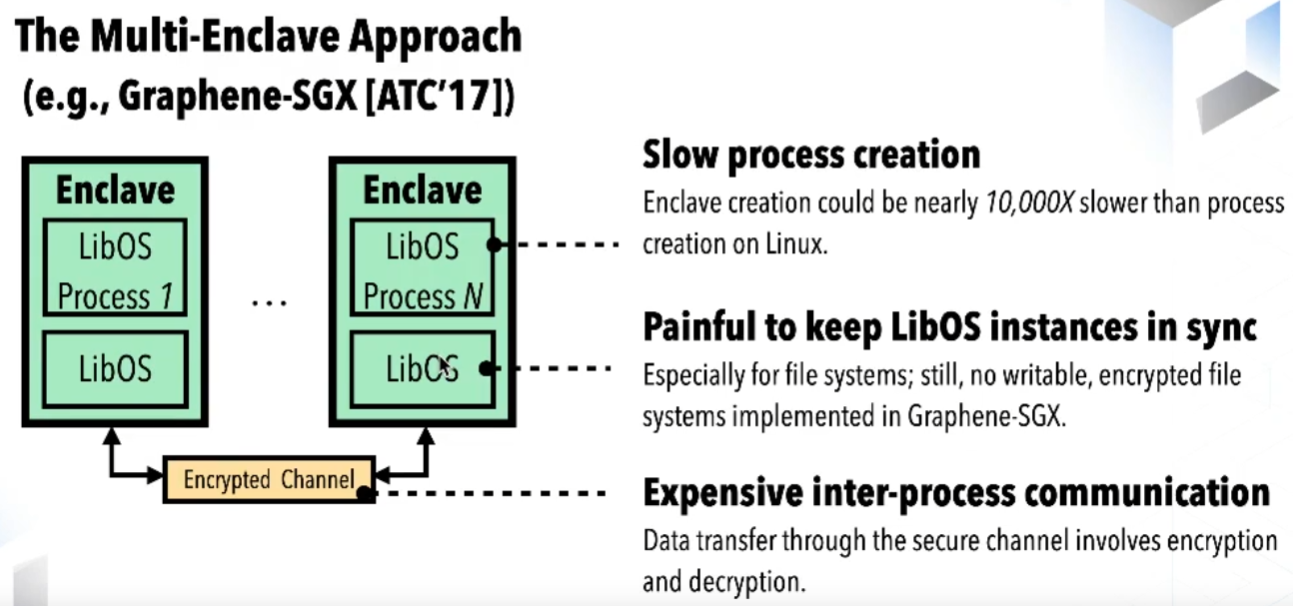 The Multi-Enclave Approach
(e.g., Graphene-SGX [ATC'17])
Enclave
LibOS
Process 1
LibOS
...
Enclave
LibOS
Process N
LibOS
Encrypted Channel
Slow process creation
Enclave creation could be nearly 10,000X slower than process
creation on Linux.
Painful to keep LibOS instances in sync
Especially for file systems; still, no writable, encrypted file
systems implemented in Graphene-SGX.
Expensive inter-process communication
Data transfer through the secure channel involves encryption
and decryption.